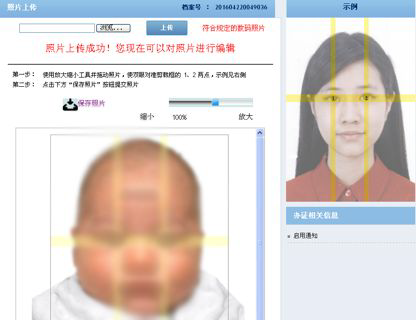 照片上传
档案号 : 201604220049036
示例
浏览...
上传
符合规定的数码照片
照片上传成功！您现在可以对照片进行编辑
第一步： 使用放大缩小工具并拖动照片，使双眼对准剪裁框的 1、2 两点，示例见右侧
第二步： 点击下方“保存照片”按钮提交照片
保存照片
缩小 100% 放大
办证相关信息
启用通知